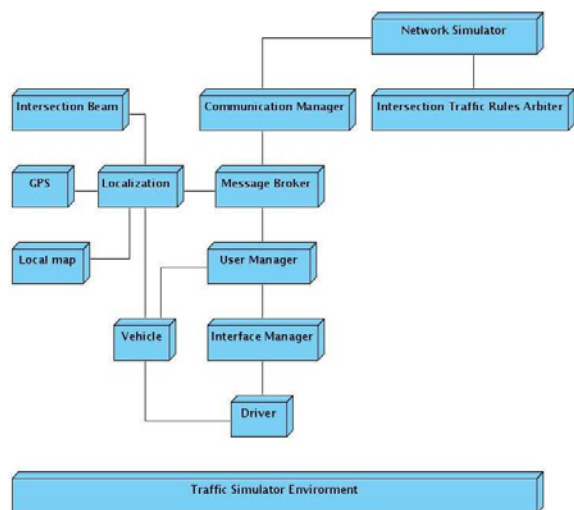 Network Simulator
Intersection Beam
Communication Manager
Intersection Traffic Rules Arbiter
GPS
Localization
Message Broker
Local map
User Manager
Vehicle
Interface Manager
Driver
Traffic Simulator Envirorment